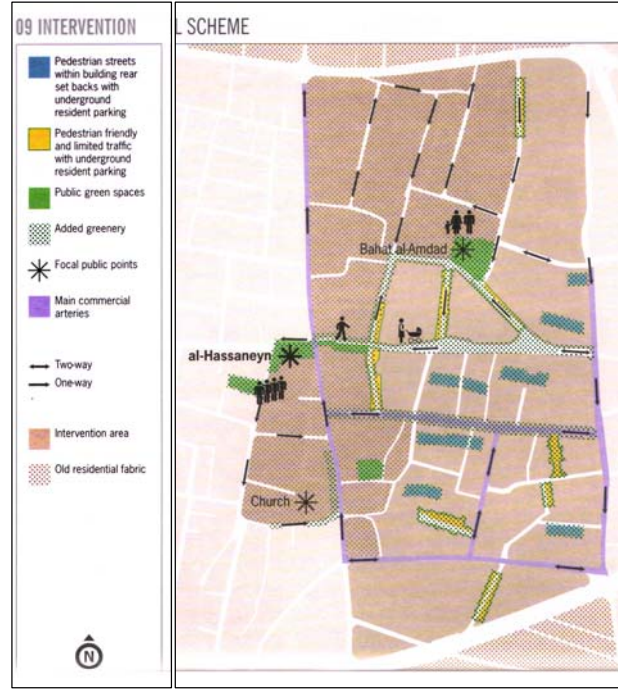 09 INTERVENTION
L SCHEME
Pedestrian streets
within building rear
set backs with
underground
resident parking
Pedestrian friendly
and limited traffic
with underground
resident parking
Public green spaces
Added greenery
Focal public points
Main commercial
arteries
Two-way
One-way
Intervention area
Old residential fabric
N
Bahat al-Amdad
al-Hassaneyn
Church